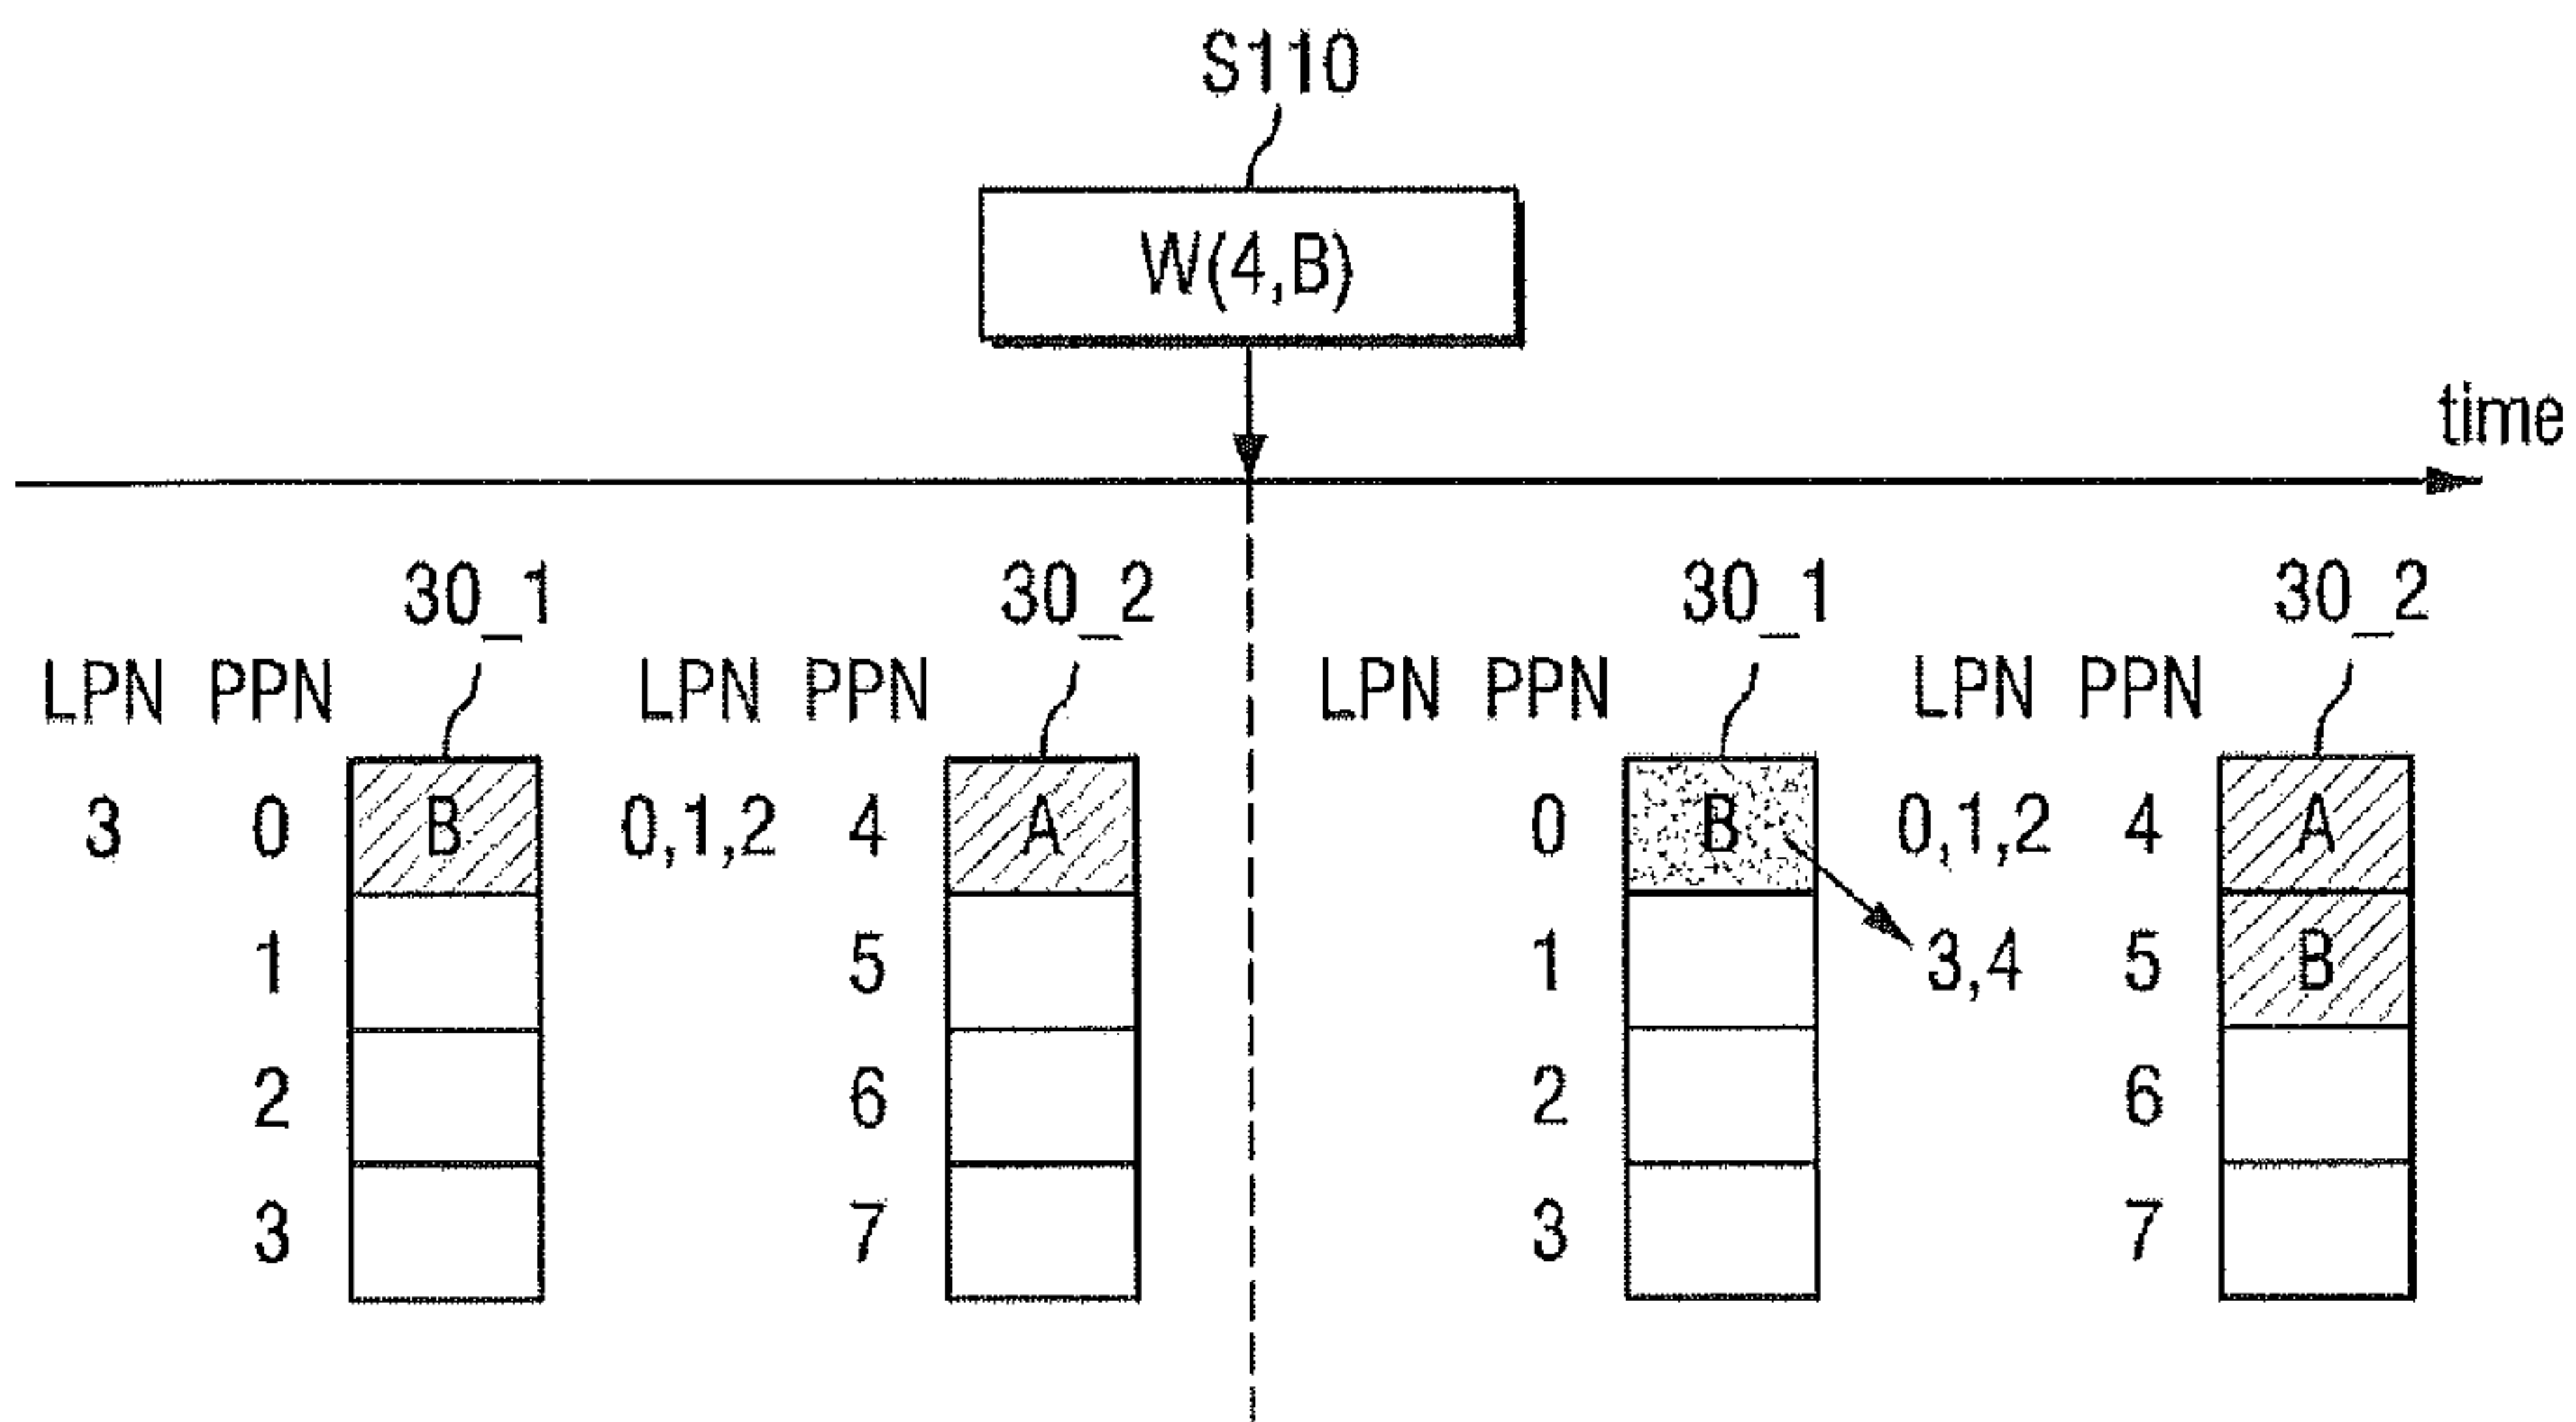 S110
W(4,B)
time
30_1 30_2 30_1 30_2
LPN PPN LPN PPN LPN PPN LPN PPN
3 0 B 0,1,2 4 A 0 B 0,1,2 4 A
1 5 1 3,4 5 B
2 6 2 6
3 7 3 7